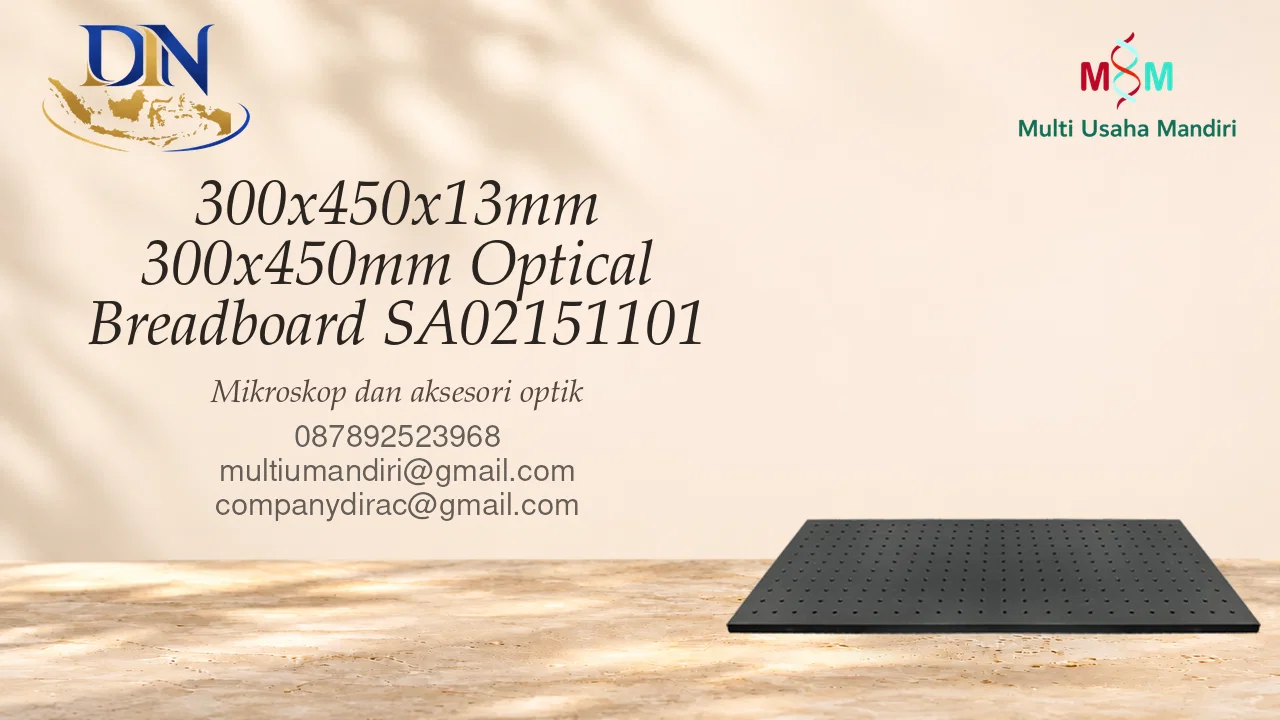 DIN
MSM
Multi Usaha Mandiri
300x450x13mm
300x450mm Optical
Breadboard SA02151101
Mikroskop dan aksesori optik
087892523968
multiumandiri@gmail.com
companydirac@gmail.com